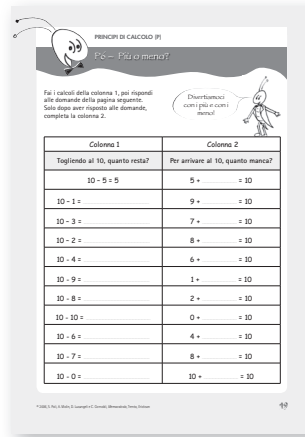 PRINCIPI DI CALCOLO (P)
P6 – Più o meno?
Fai i calcoli della colonna 1, poi rispondi
alle domande della pagina seguente.
Solo dopo aver risposto alle domande,
completa la colonna 2.
Divertiamoci
con i più e con i
meno!
Colonna 1 Colonna 2
Togliendo al 10, quanto resta? Per arrivare al 10, quanto manca?
10 - 5 = 5 5 + = 10
10 - 1 = 9 + = 10
10 - 3 = 7 + = 10
10 - 2 = 8 + = 10
10 - 4 = 6 + = 10
10 - 9 = 1 + = 10
10 - 8 = 2 + = 10
10 - 10 = 0 + = 10
10 - 6 = 4 + = 10
10 - 7 = 8 + = 10
10 - 0 = 10 + = 10
49